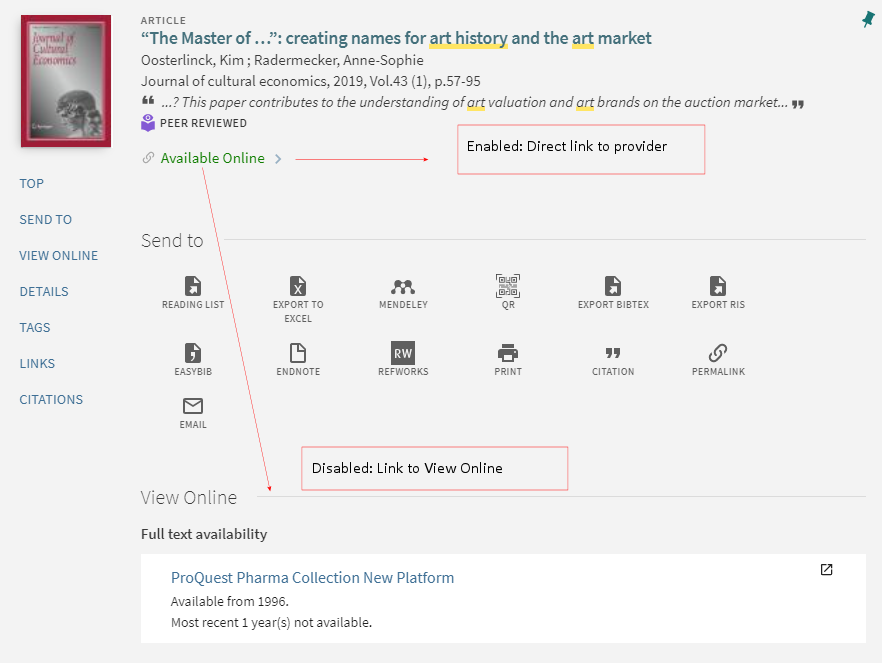 Journal of
Cultural
Economics
ARTICLE
“The Master of …”: creating names for art history and the art market
Oosterlinck, Kim ; Radermecker, Anne-Sophie
Journal of cultural economics, 2019, Vol.43 (1), p.57-95
“ ...? This paper contributes to the understanding of art valuation and art brands on the auction market... ”
PEER REVIEWED
Available Online
Enabled: Direct link to provider
TOP
SEND TO
VIEW ONLINE
DETAILS
TAGS
LINKS
CITATIONS
Send to
READING LIST
EXPORT TO
EXCEL
MENDELEY
QR
EXPORT BIBTEX
EXPORT RIS
EASYBIB
ENDNOTE
RW
REFWORKS
PRINT
CITATION
PERMALINK
EMAIL
Disabled: Link to View Online
View Online
Full text availability
ProQuest Pharma Collection New Platform
Available from 1996.
Most recent 1 year(s) not available.